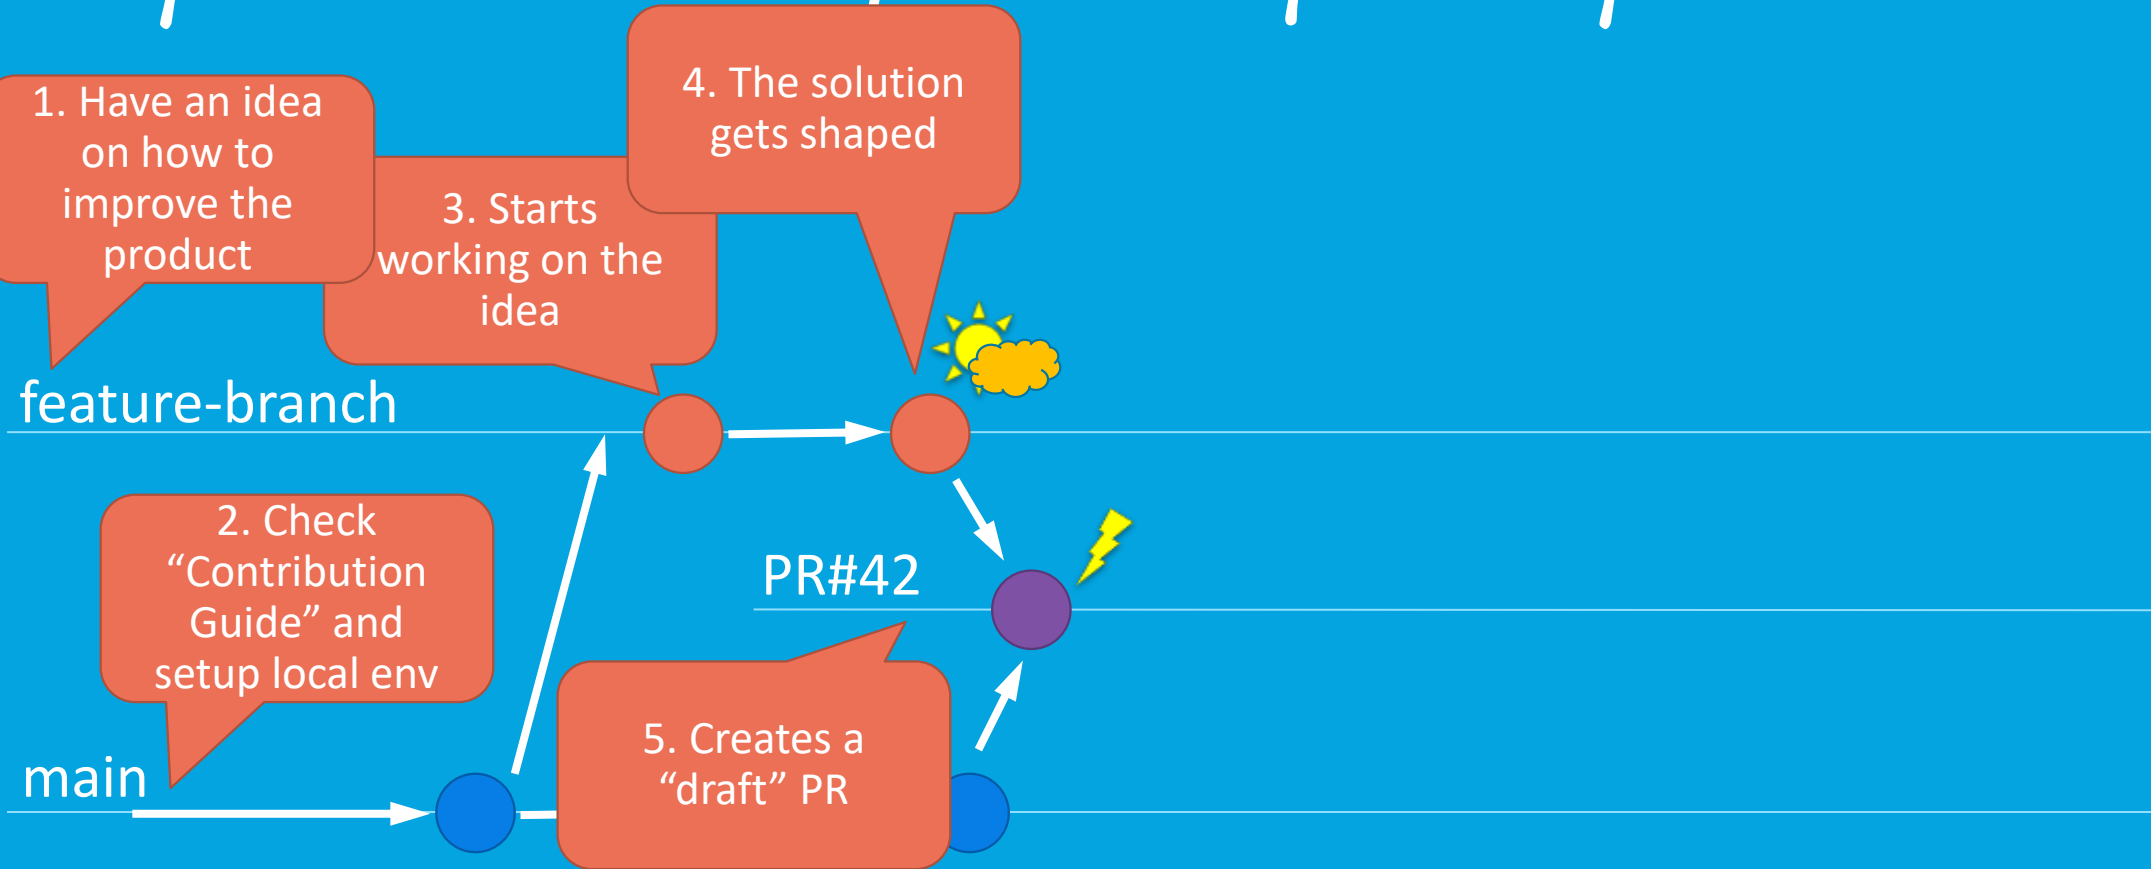 1. Have an idea
on how to
improve the
product
3. Starts
working on the
idea
4. The solution
gets shaped
feature-branch
2. Check
“Contribution
Guide” and
setup local env
PR#42
5. Creates a
“draft” PR
main